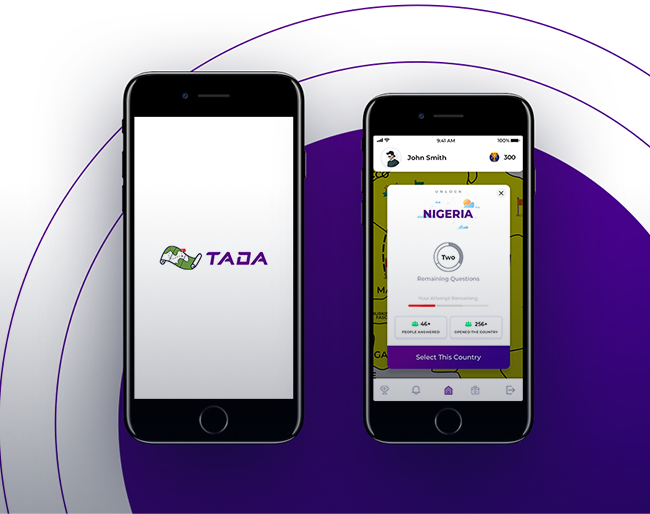 TADA
9:41 AM
100%
John Smith
300
UNLOCK
NIGERIA
Two
Remaining Questions
Your Attempt Remaining
46+
PEOPLE ANSWERED
256+
OPENED THE COUNTRY
Select This Country